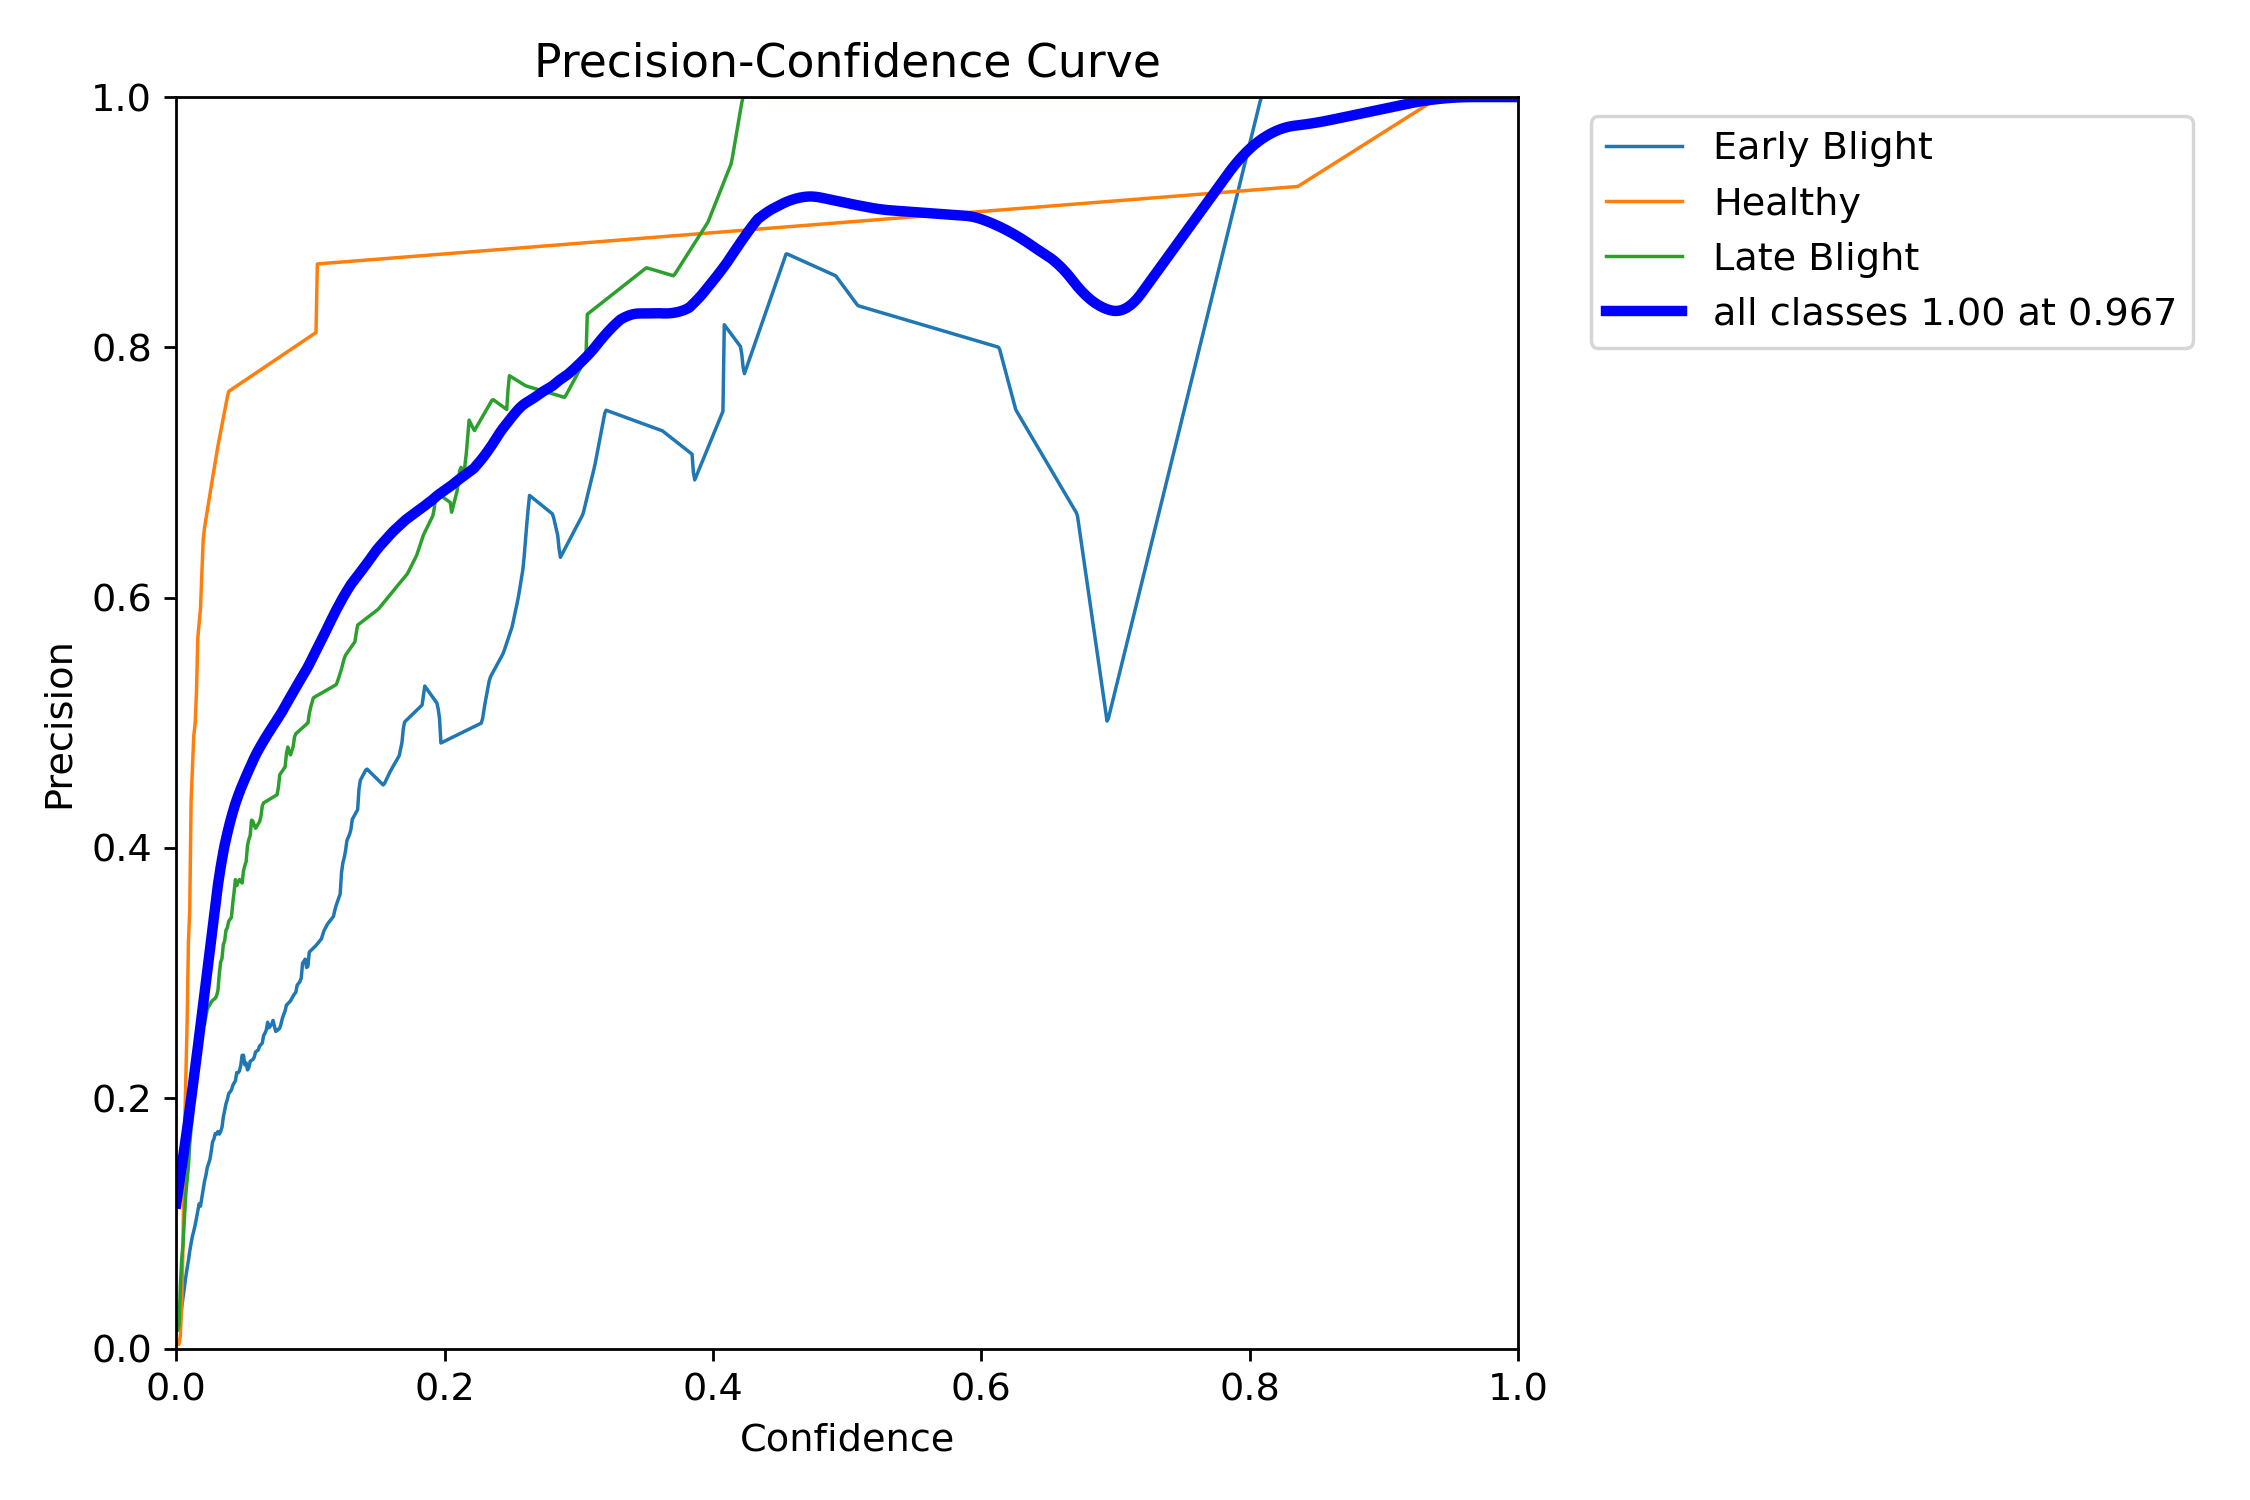 Precision-Confidence Curve
1.0
0.8
0.6
0.4
0.2
0.0
Precision
0.0 0.2 0.4 0.6 0.8 1.0
Confidence
Early Blight
Healthy
Late Blight
all classes 1.00 at 0.967